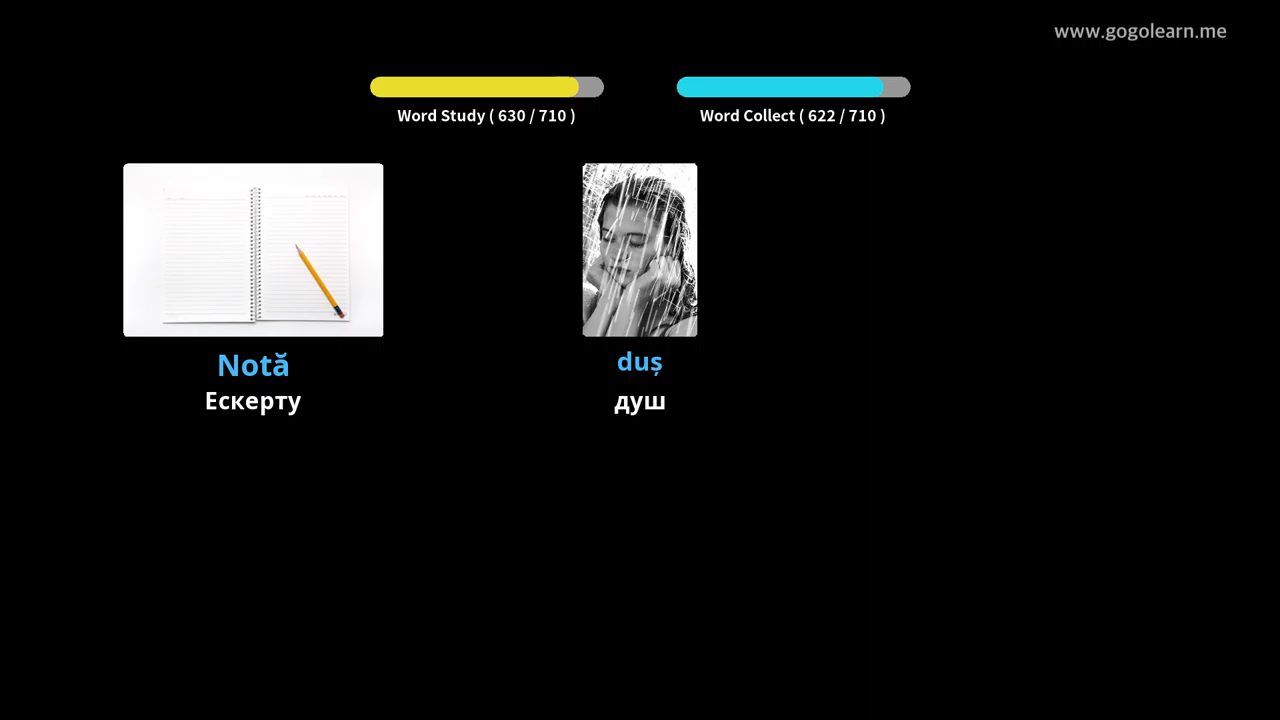 www.gogolearn.me
Word Study ( 630 / 710 )
Word Collect ( 622 / 710 )
Notă
Ескерту
duș
душ